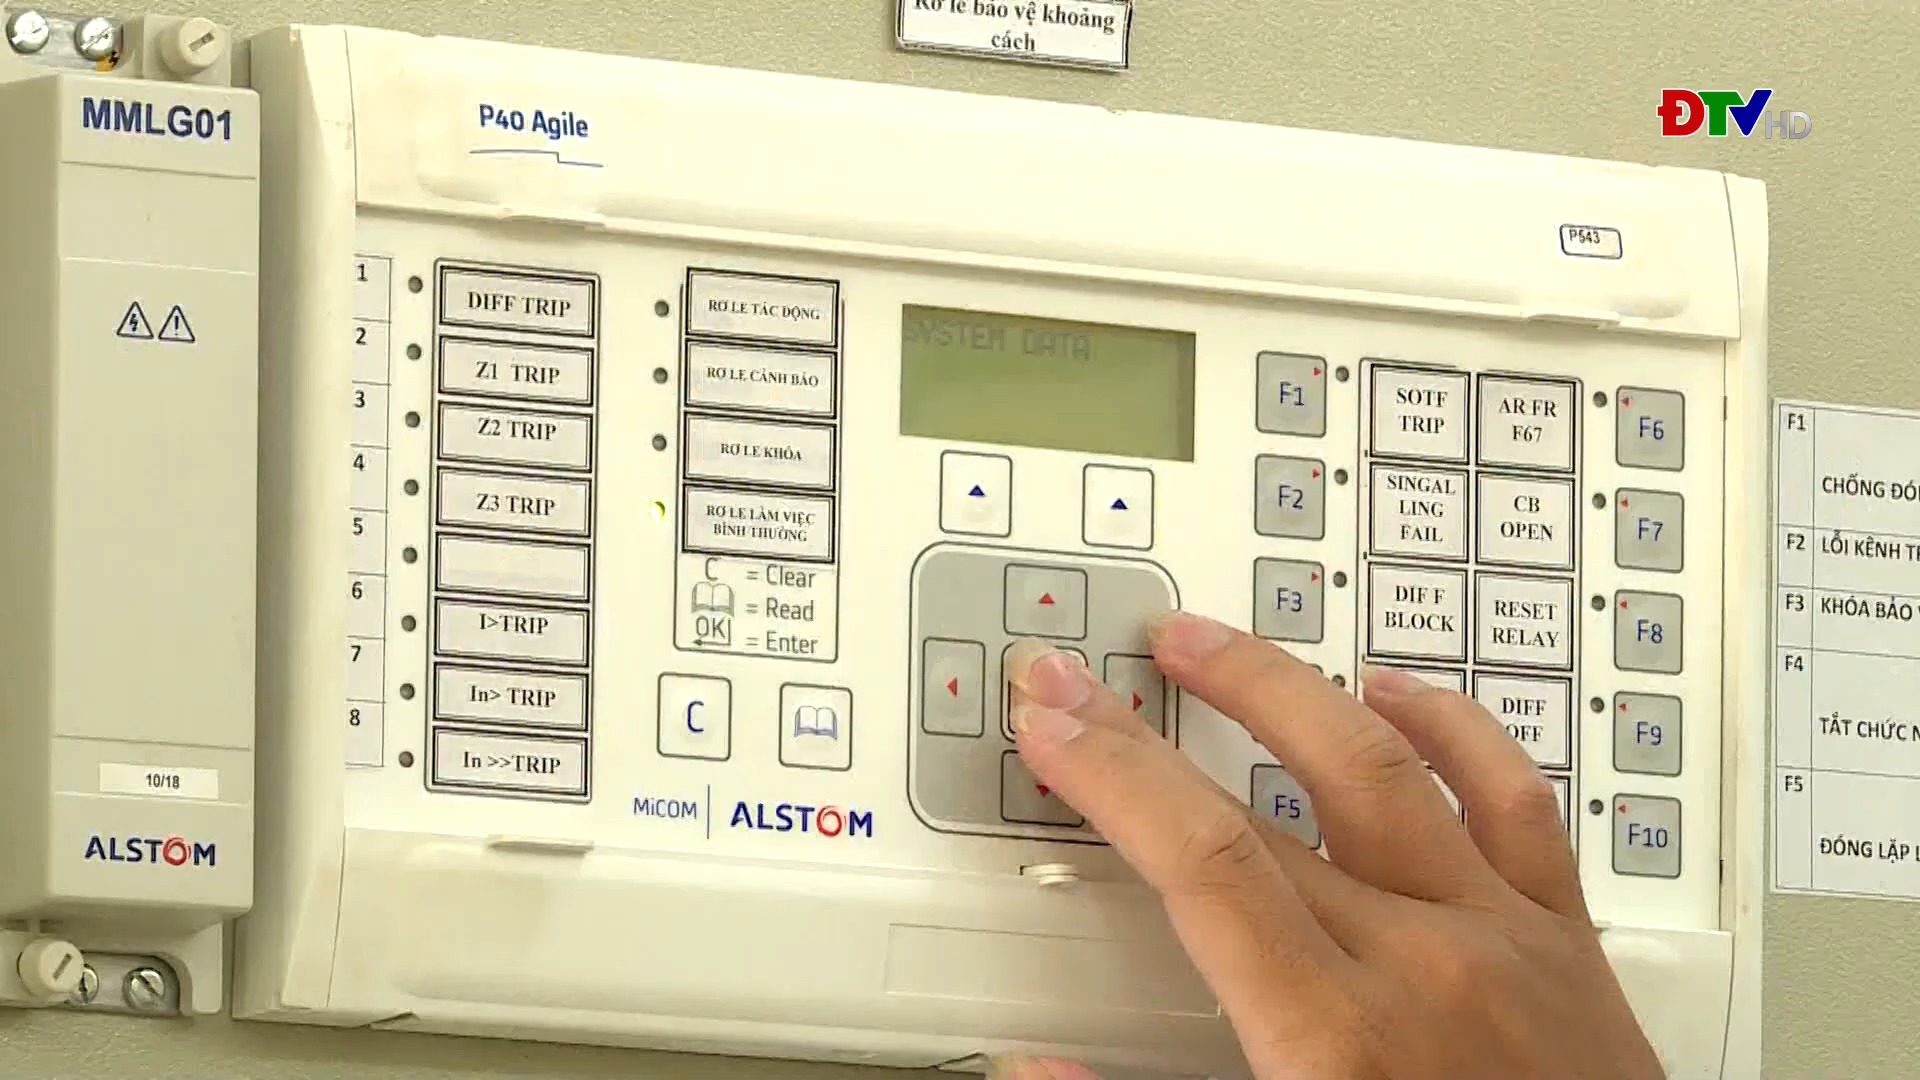 Rơ le bảo vệ khoảng
cách
ĐTV HD
MMLG01
P40 Agile
P543
1
DIFF TRIP
2
Z1 TRIP
3
Z2 TRIP
4
Z3 TRIP
5
6
I>TRIP
7
In> TRIP
8
In >>TRIP
RƠ LE TÁC ĐỘNG
RƠ LE CẢNH BÁO
RƠ LE KHÓA
RƠ LE LÀM VIỆC
BÌNH THƯỜNG
C = Clear
= Read
OK = Enter
C
SYSTEM DATA
F1
F2
F3
F5
SOTF
TRIP
SINGAL
LING
FAIL
DIF F
BLOCK
AR FR
F67
CB
OPEN
RESET
RELAY
DIFF
OFF
F6
F7
F8
F9
F10
F1
CHỐNG
F2 LỖI KÊNH
F3 KHÓA BẢO
F4
TẮT CHỨC
F5
ĐÓNG LẶP
10/18
ALSTOM
MiCOM ALSTOM